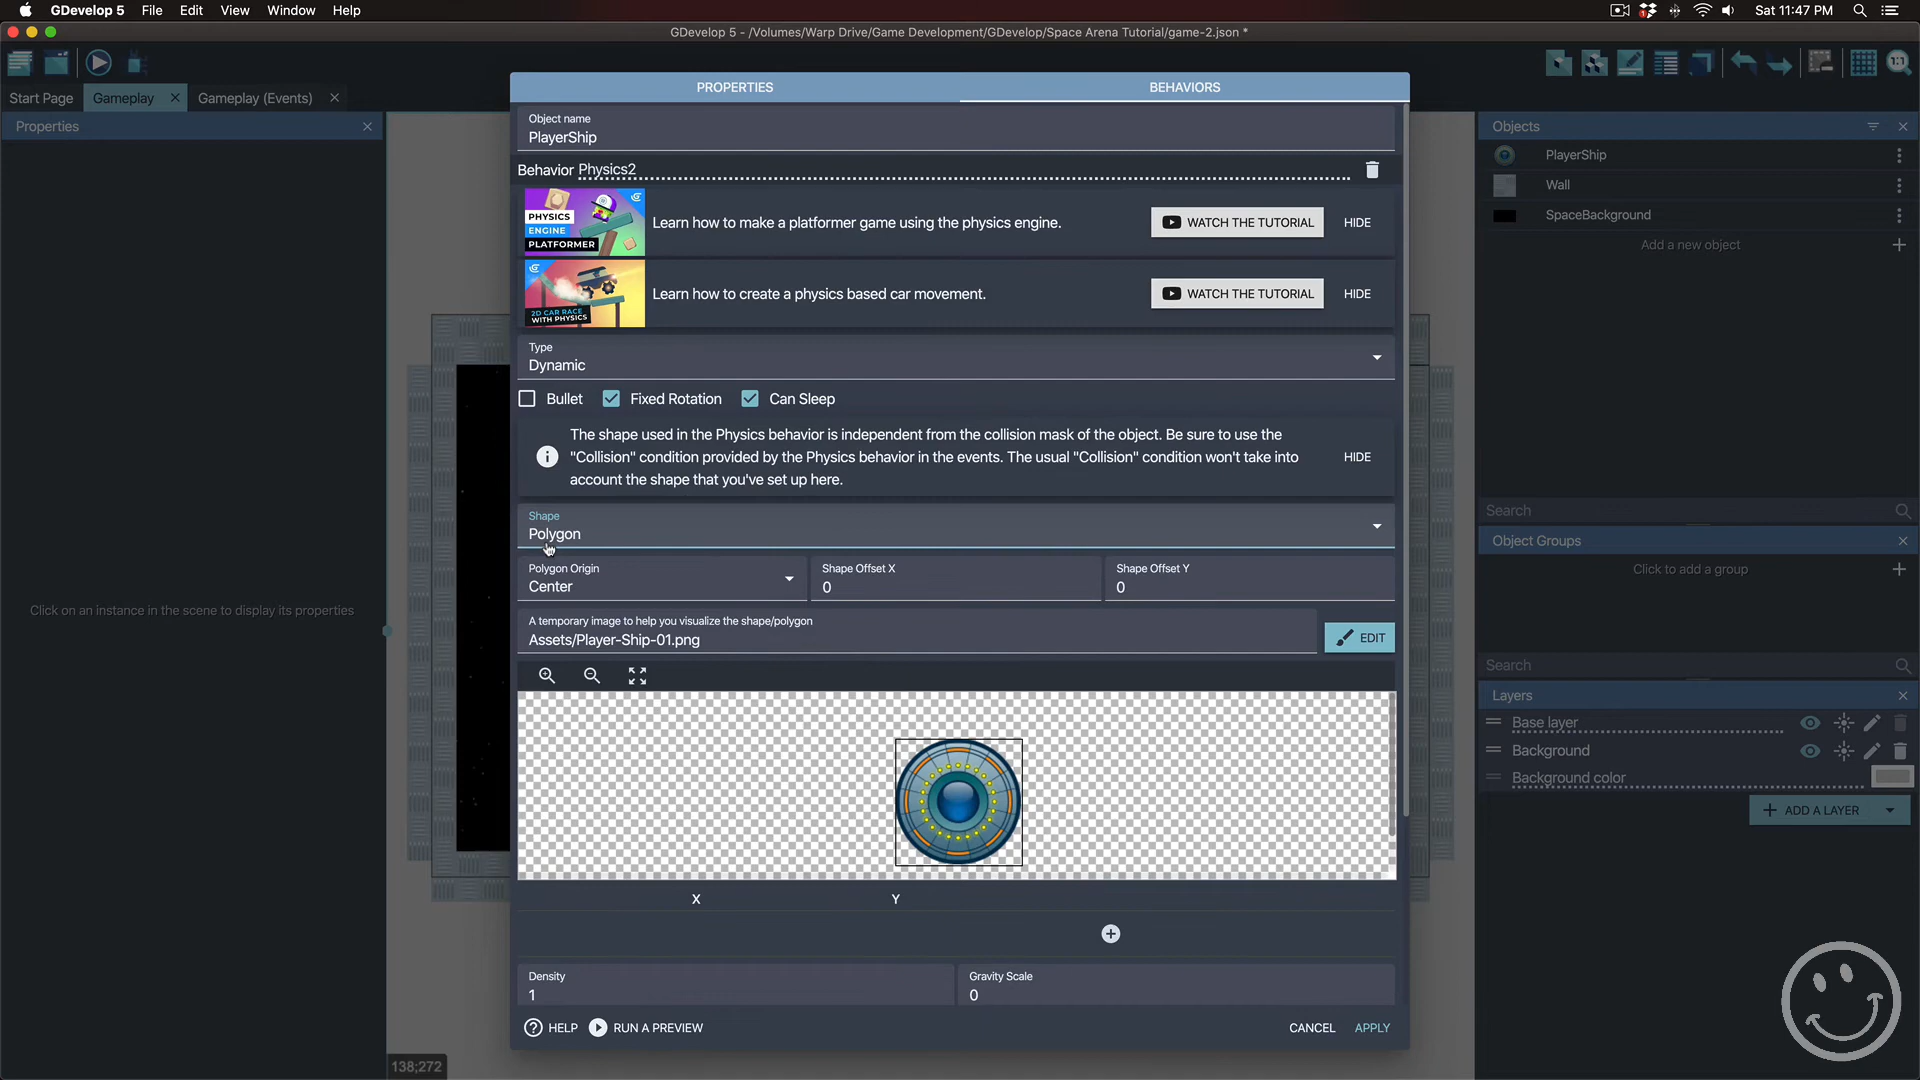 GDevelop 5 File Edit View Window Help
Sat 11:47 PM
GDevelop 5 - /Volumes/Warp Drive/Game Development/GDevelop/Space Arena Tutorial/game-2.json *
1:1
Start Page Gameplay Gameplay (Events)
Properties
Click on an instance in the scene to display its properties
138;272
PROPERTIES BEHAVIORS
Object name
PlayerShip
Behavior Physics2
PHYSICS
ENGINE
PLATFORMER
Learn how to make a platformer game using the physics engine.
WATCH THE TUTORIAL HIDE
2D CAR RACE
WITH PHYSICS
Learn how to create a physics based car movement.
WATCH THE TUTORIAL HIDE
Type
Dynamic
Bullet Fixed Rotation Can Sleep
The shape used in the Physics behavior is independent from the collision mask of the object. Be sure to use the
"Collision" condition provided by the Physics behavior in the events. The usual "Collision" condition won't take into
account the shape that you've set up here.
HIDE
Shape
Polygon
Polygon Origin
Center
Shape Offset X
0
Shape Offset Y
0
A temporary image to help you visualize the shape/polygon
Assets/Player-Ship-01.png
EDIT
X Y
Density
1
Gravity Scale
0
HELP RUN A PREVIEW CANCEL APPLY
Objects
PlayerShip
Wall
SpaceBackground
Add a new object
Search
Object Groups
Click to add a group
Search
Layers
Base layer
Background
Background color
ADD A LAYER